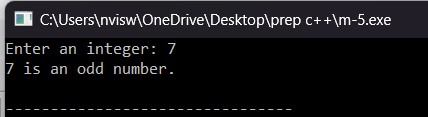 C:\Users\nvisw\OneDrive\Desktop\prep c++\m-5.exe
Enter an integer: 7
7 is an odd number.
--------------------------------